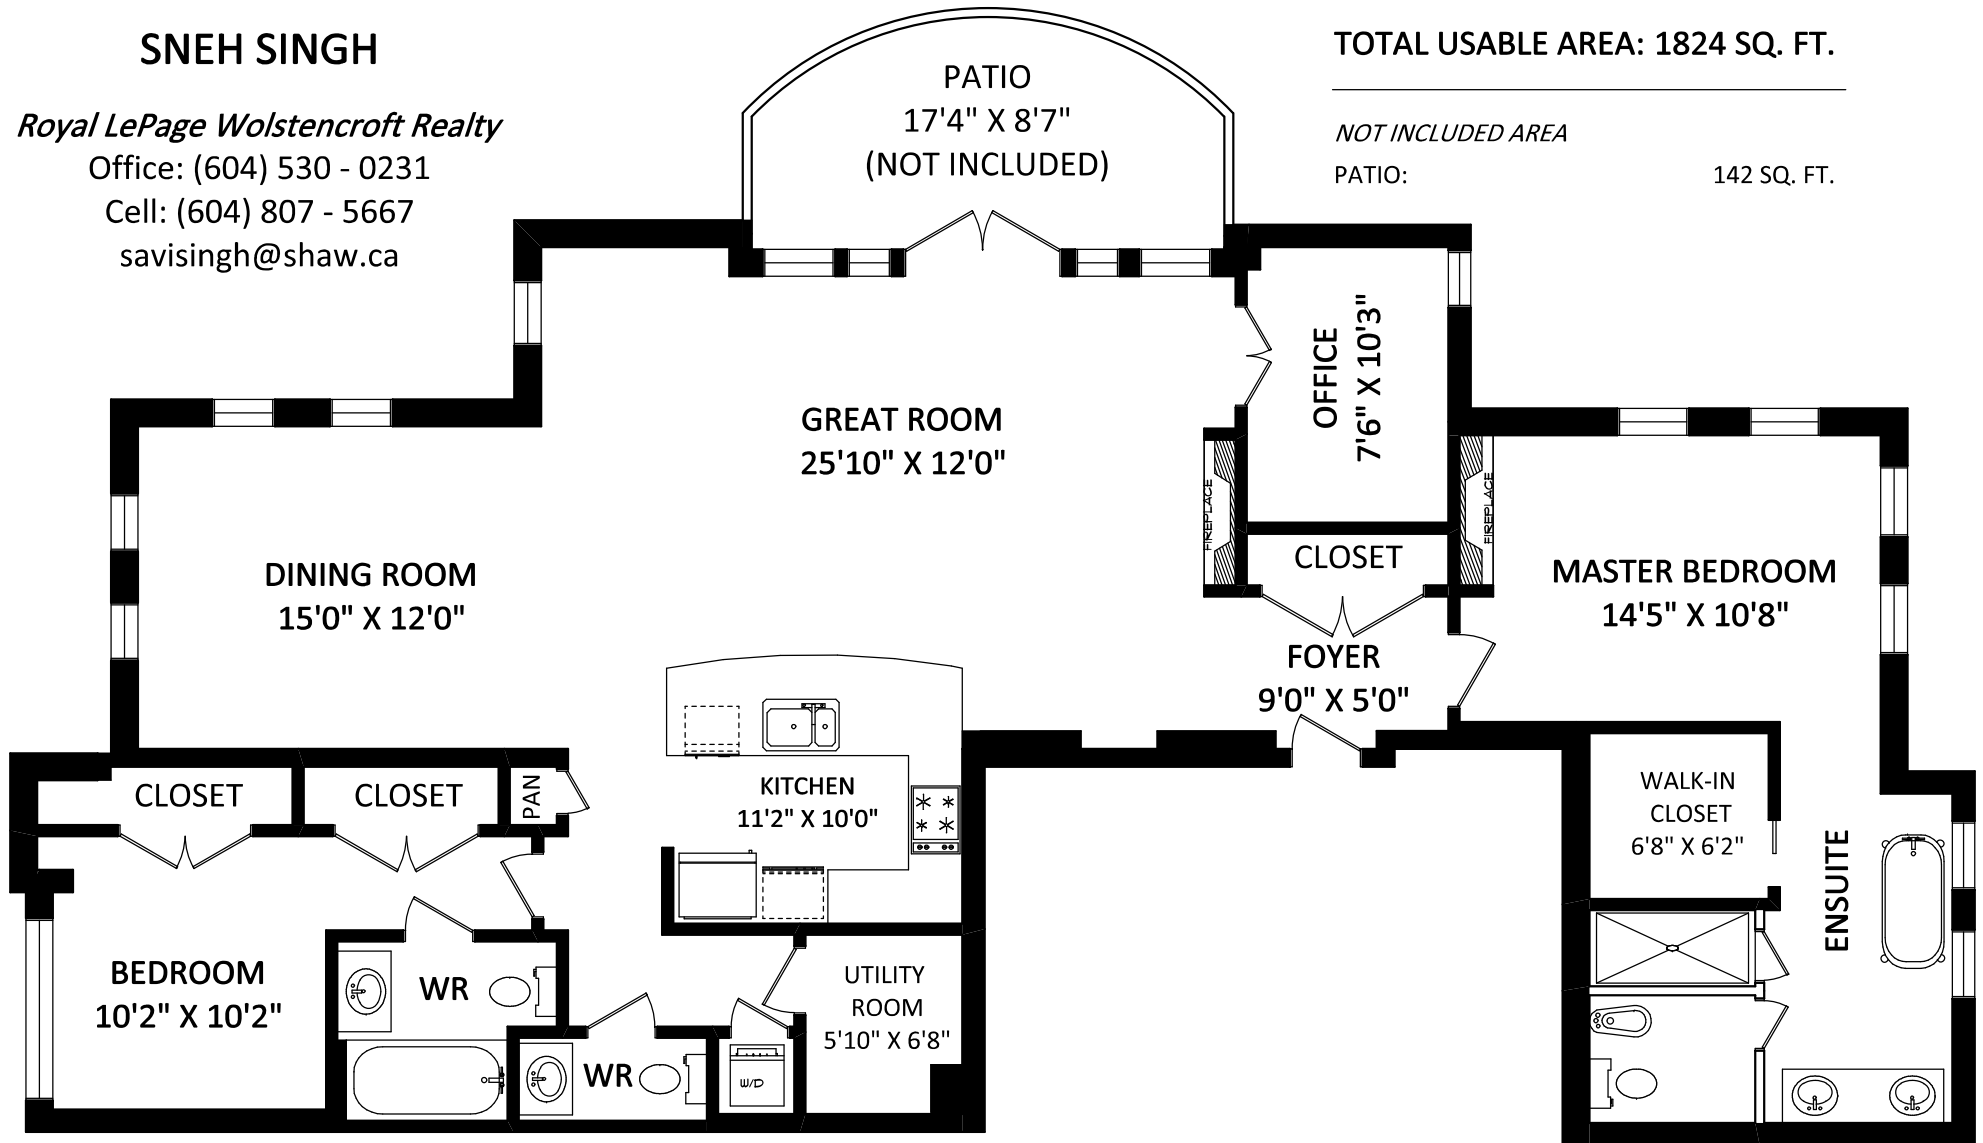 SNEH SINGH
Royal LePage Wolstencroft Realty
Office: (604) 530 - 0231
Cell: (604) 807 - 5667
savisingh@shaw.ca
PATIO
17'4" X 8'7"
(NOT INCLUDED)
TOTAL USABLE AREA: 1824 SQ. FT.
NOT INCLUDED AREA
PATIO: 142 SQ. FT.
OFFICE
7'6" X 10'3"
GREAT ROOM
25'10" X 12'0"
FIREPLACE
FIREPLACE
CLOSET
DINING ROOM
15'0" X 12'0"
MASTER BEDROOM
14'5" X 10'8"
FOYER
9'0" X 5'0"
CLOSET
CLOSET
PAN
KITCHEN
11'2" X 10'0"
WALK-IN
CLOSET
6'8" X 6'2"
ENSUITE
BEDROOM
10'2" X 10'2"
WR
UTILITY
ROOM
5'10" X 6'8"
WR
W/D